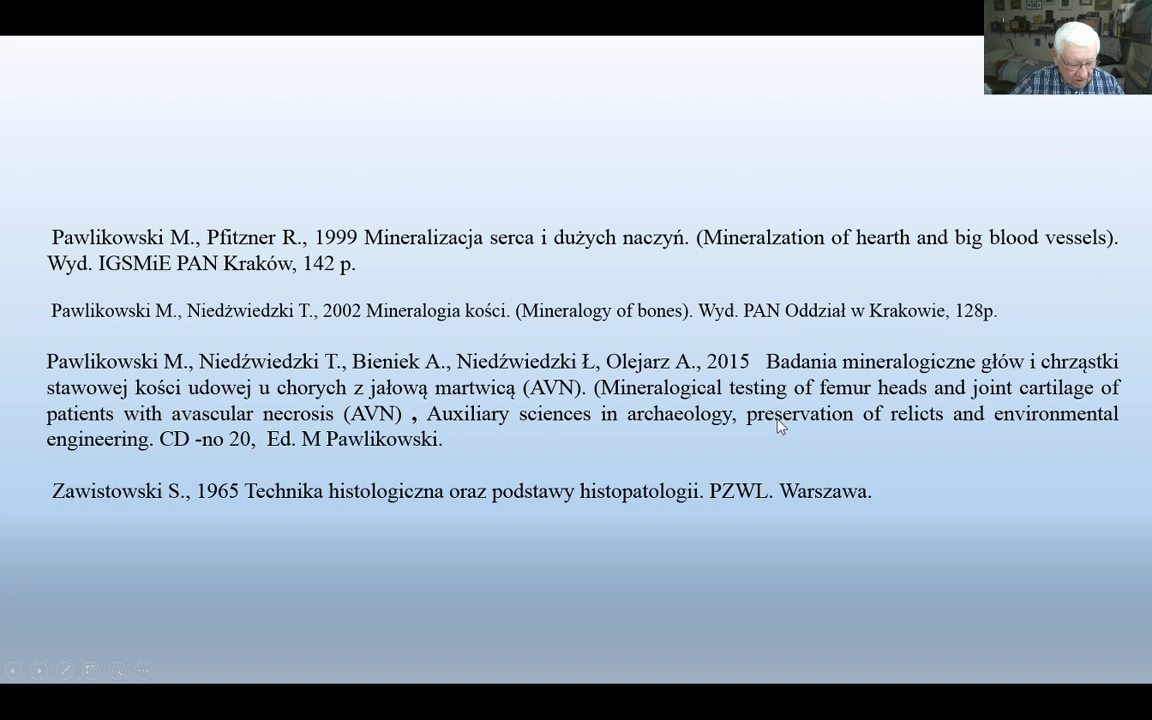 Pawlikowski M., Pfitzner R., 1999 Mineralizacja serca i dużych naczyń. (Mineralzation of hearth and big blood vessels).
Wyd. IGSMiE PAN Kraków, 142 p.
Pawlikowski M., Niedżwiedzki T., 2002 Mineralogia kości. (Mineralogy of bones). Wyd. PAN Oddział w Krakowie, 128p.
Pawlikowski M., Niedźwiedzki T., Bieniek A., Niedźwiedzki Ł, Olejarz A., 2015 Badania mineralogiczne głów i chrząstki
stawowej kości udowej u chorych z jałową martwicą (AVN). (Mineralogical testing of femur heads and joint cartilage of
patients with avascular necrosis (AVN) , Auxiliary sciences in archaeology, preservation of relicts and environmental
engineering. CD -no 20, Ed. M Pawlikowski.
Zawistowski S., 1965 Technika histologiczna oraz podstawy histopatologii. PZWL. Warszawa.